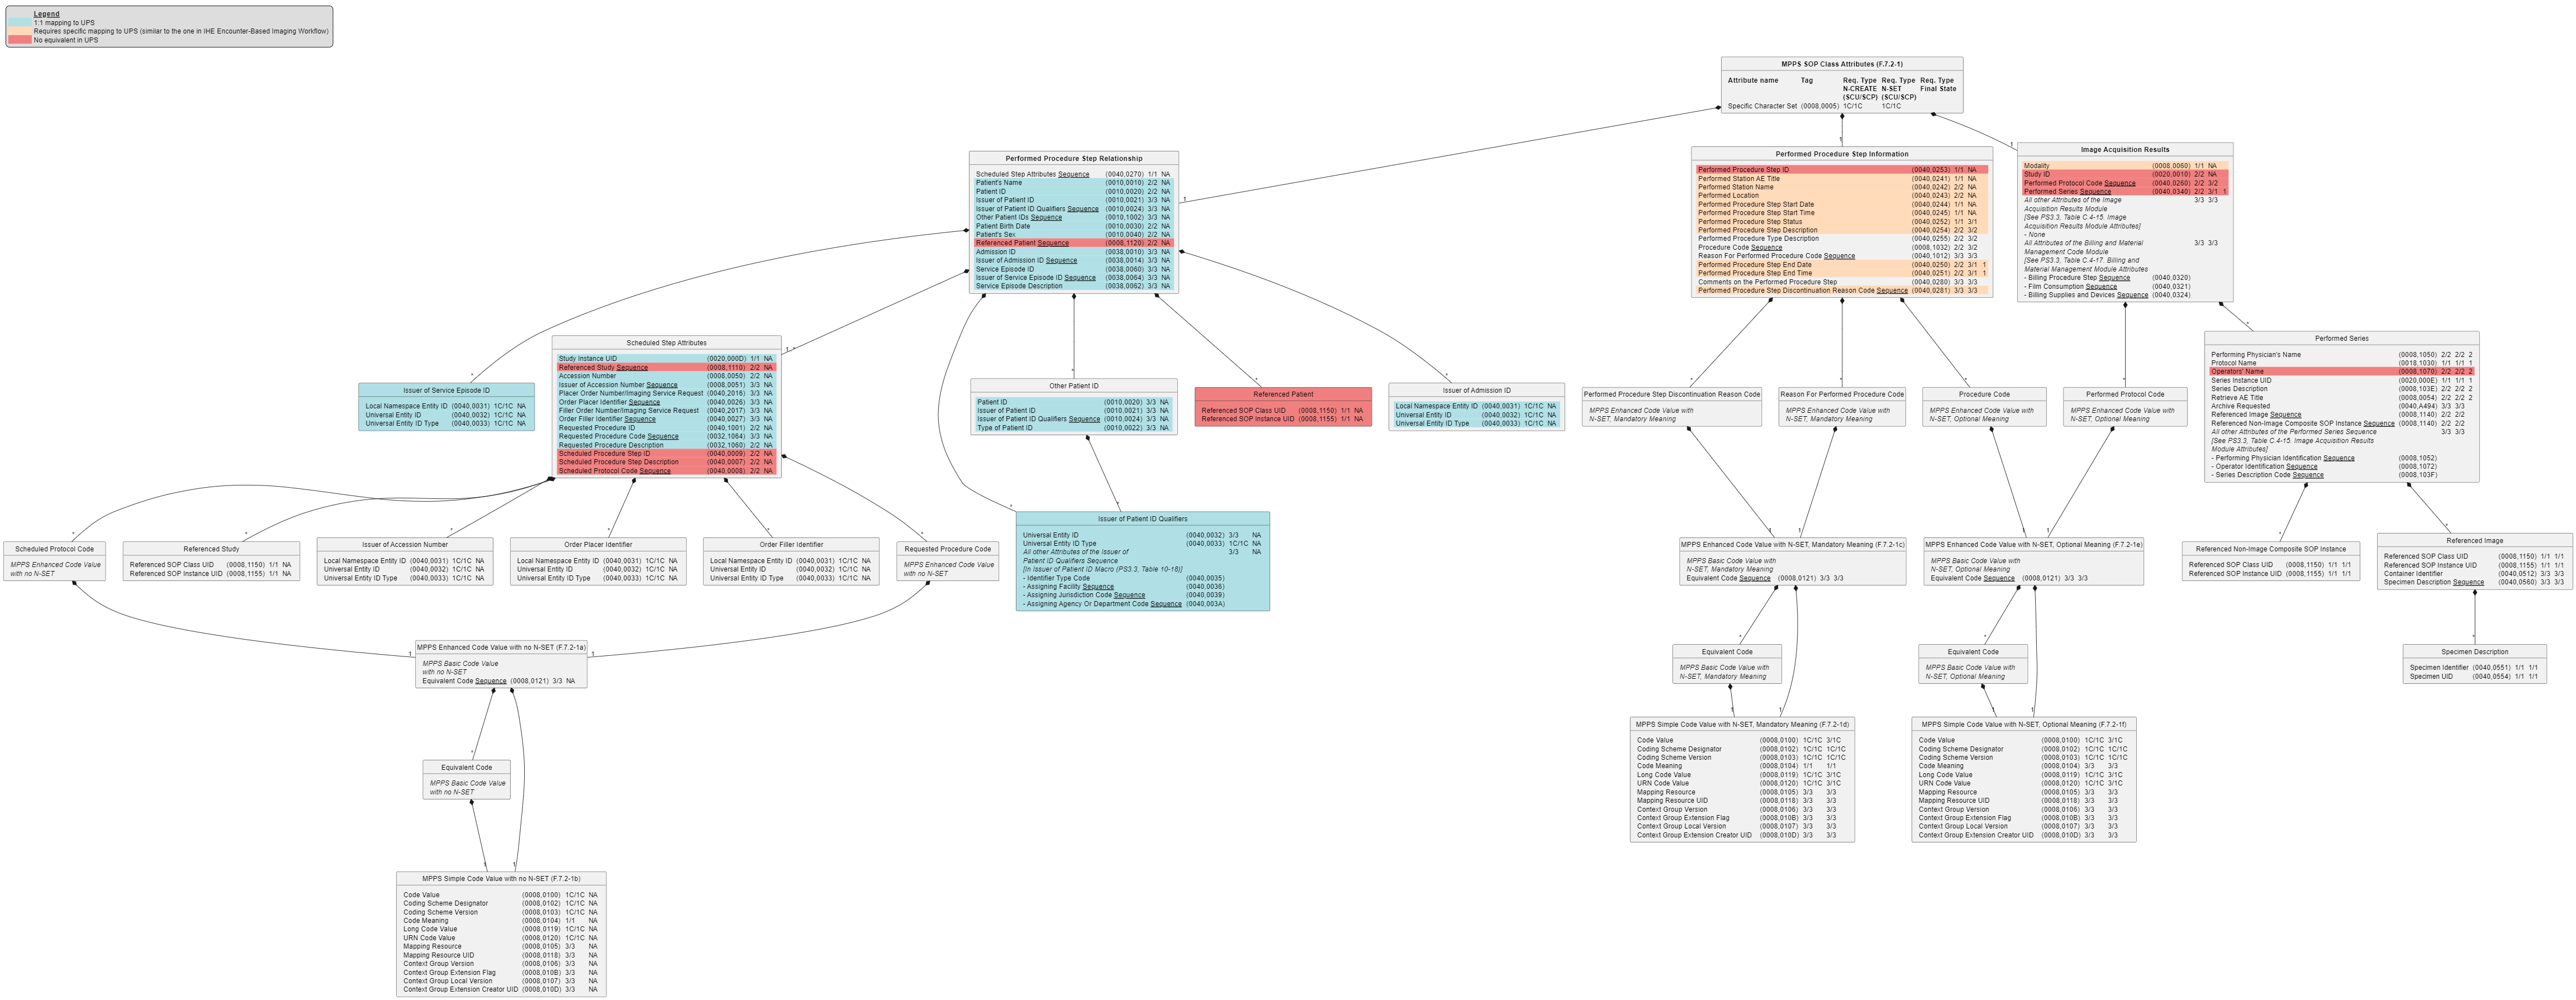 Legend
1:1 mapping to UPS
Requires specific mapping to UPS (similar to the one in IHE Encounter-Based Imaging Workflow)
No equivalent in UPS
MPPS SOP Class Attributes (F.7.2-1)
Attribute name Tag Req. Type Req. Type Req. Type
N-CREATE N-SET Final State
(SCU/SCP) (SCU/SCP)
Specific Character Set (0008,0005) 1C/1C 1C/1C
1
1
1
Performed Procedure Step Relationship
Scheduled Step Attributes Sequence (0040,0270) 1/1 NA
Patient's Name (0010,0010) 2/2 NA
Patient ID (0010,0020) 2/2 NA
Issuer of Patient ID (0010,0021) 3/3 NA
Issuer of Patient ID Qualifiers Sequence (0010,0024) 3/3 NA
Other Patient IDs Sequence (0010,1002) 3/3 NA
Patient Birth Date (0010,0030) 2/2 NA
Patient's Sex (0010,0040) 2/2 NA
Referenced Patient Sequence (0008,1120) 2/2 NA
Admission ID (0038,0010) 3/3 NA
Issuer of Admission ID Sequence (0038,0014) 3/3 NA
Service Episode ID (0038,0060) 3/3 NA
Issuer of Service Episode ID Sequence (0038,0064) 3/3 NA
Service Episode Description (0038,0062) 3/3 NA
Performed Procedure Step Information
Performed Procedure Step ID (0040,0253) 1/1 NA
Performed Station AE Title (0040,0241) 1/1 NA
Performed Station Name (0040,0242) 2/2 NA
Performed Location (0040,0243) 2/2 NA
Performed Procedure Step Start Date (0040,0244) 1/1 NA
Performed Procedure Step Start Time (0040,0245) 1/1 NA
Performed Procedure Step Status (0040,0252) 1/1 3/1
Performed Procedure Step Description (0040,0254) 2/2 3/2
Performed Procedure Type Description (0040,0255) 2/2 3/2
Procedure Code Sequence (0008,1032) 2/2 3/2
Reason For Performed Procedure Code Sequence (0040,1012) 3/3 3/3
Performed Procedure Step End Date (0040,0250) 2/2 3/1 1
Performed Procedure Step End Time (0040,0251) 2/2 3/1 1
Comments on the Performed Procedure Step (0040,0280) 3/3 3/3
Performed Procedure Step Discontinuation Reason Code Sequence (0040,0281) 3/3 3/3
Image Acquisition Results
Modality (0008,0060) 1/1 NA
Study ID (0020,0010) 2/2 NA
Performed Protocol Code Sequence (0040,0260) 2/2 3/2
Performed Series Sequence (0040,0340) 2/2 3/1 1
All other Attributes of the Image 3/3 3/3
Acquisition Results Module
[See PS3.3, Table C.4-15. Image
Acquisition Results Module Attributes]
- None
All Attributes of the Billing and Material 3/3 3/3
Management Code Module
[See PS3.3, Table C.4-17. Billing and
Material Management Module Attributes
- Billing Procedure Step Sequence (0040,0320)
- Film Consumption Sequence (0040,0321)
- Billing Supplies and Devices Sequence (0040,0324)
*
1..*
*
*
*
*
*
*
*
*
*
Issuer of Service Episode ID
Local Namespace Entity ID (0040,0031) 1C/1C NA
Universal Entity ID (0040,0032) 1C/1C NA
Universal Entity ID Type (0040,0033) 1C/1C NA
Scheduled Step Attributes
Study Instance UID (0020,000D) 1/1 NA
Referenced Study Sequence (0008,1110) 2/2 NA
Accession Number (0008,0050) 2/2 NA
Issuer of Accession Number Sequence (0008,0051) 3/3 NA
Placer Order Number/Imaging Service Request (0040,2016) 3/3 NA
Order Placer Identifier Sequence (0040,0026) 3/3 NA
Filler Order Number/Imaging Service Request (0040,2017) 3/3 NA
Order Filler Identifier Sequence (0040,0027) 3/3 NA
Requested Procedure ID (0040,1001) 2/2 NA
Requested Procedure Code Sequence (0032,1064) 3/3 NA
Requested Procedure Description (0032,1060) 2/2 NA
Scheduled Procedure Step ID (0040,0009) 2/2 NA
Scheduled Procedure Step Description (0040,0007) 2/2 NA
Scheduled Protocol Code Sequence (0040,0008) 2/2 NA
Other Patient ID
Patient ID (0010,0020) 3/3 NA
Issuer of Patient ID (0010,0021) 3/3 NA
Issuer of Patient ID Qualifiers Sequence (0010,0024) 3/3 NA
Type of Patient ID (0010,0022) 3/3 NA
Referenced Patient
Referenced SOP Class UID (0008,1150) 1/1 NA
Referenced SOP Instance UID (0008,1155) 1/1 NA
Issuer of Admission ID
Local Namespace Entity ID (0040,0031) 1C/1C NA
Universal Entity ID (0040,0032) 1C/1C NA
Universal Entity ID Type (0040,0033) 1C/1C NA
Performed Procedure Step Discontinuation Reason Code
MPPS Enhanced Code Value with
N-SET, Mandatory Meaning
Reason For Performed Procedure Code
MPPS Enhanced Code Value with
N-SET, Mandatory Meaning
Procedure Code
MPPS Enhanced Code Value with
N-SET, Optional Meaning
Performed Protocol Code
MPPS Enhanced Code Value with
N-SET, Optional Meaning
Performed Series
Performing Physician's Name (0008,1050) 2/2 2/2 2
Protocol Name (0018,1030) 1/1 1/1 1
Operators' Name (0008,1070) 2/2 2/2 2
Series Instance UID (0020,000E) 1/1 1/1 1
Series Description (0008,103E) 2/2 2/2 2
Retrieve AE Title (0008,0054) 2/2 2/2 2
Archive Requested (0040,A494) 3/3 3/3
Referenced Image Sequence (0008,1140) 2/2 2/2
Referenced Non-Image Composite SOP Instance Sequence (0008,1140) 2/2 2/2
All other Attributes of the Performed Series Sequence 3/3 3/3
[See PS3.3, Table C.4-15. Image Acquisition Results
Module Attributes]
- Performing Physician Identification Sequence (0008,1052)
- Operator Identification Sequence (0008,1072)
- Series Description Code Sequence (0008,103F)
*
*
*
*
*
*
*
*
1
1
1
1
*
*
Scheduled Protocol Code
MPPS Enhanced Code Value
with no N-SET
Referenced Study
Referenced SOP Class UID (0008,1150) 1/1 NA
Referenced SOP Instance UID (0008,1155) 1/1 NA
Issuer of Accession Number
Local Namespace Entity ID (0040,0031) 1C/1C NA
Universal Entity ID (0040,0032) 1C/1C NA
Universal Entity ID Type (0040,0033) 1C/1C NA
Order Placer Identifier
Local Namespace Entity ID (0040,0031) 1C/1C NA
Universal Entity ID (0040,0032) 1C/1C NA
Universal Entity ID Type (0040,0033) 1C/1C NA
Order Filler Identifier
Local Namespace Entity ID (0040,0031) 1C/1C NA
Universal Entity ID (0040,0032) 1C/1C NA
Universal Entity ID Type (0040,0033) 1C/1C NA
Requested Procedure Code
MPPS Enhanced Code Value
with no N-SET
Issuer of Patient ID Qualifiers
Universal Entity ID (0040,0032) 3/3 NA
Universal Entity ID Type (0040,0033) 1C/1C NA
All other Attributes of the Issuer of 3/3 NA
Patient ID Qualifiers Sequence
[In Issuer of Patient ID Macro (PS3.3, Table 10-18)]
- Identifier Type Code (0040,0035)
- Assigning Facility Sequence (0040,0036)
- Assigning Jurisdiction Code Sequence (0040,0039)
- Assigning Agency Or Department Code Sequence (0040,003A)
MPPS Enhanced Code Value with N-SET, Mandatory Meaning (F.7.2-1c)
MPPS Basic Code Value with
N-SET, Mandatory Meaning
Equivalent Code Sequence (0008,0121) 3/3 3/3
MPPS Enhanced Code Value with N-SET, Optional Meaning (F.7.2-1e)
MPPS Basic Code Value with
N-SET, Optional Meaning
Equivalent Code Sequence (0008,0121) 3/3 3/3
Referenced Non-Image Composite SOP Instance
Referenced SOP Class UID (0008,1150) 1/1 1/1
Referenced SOP Instance UID (0008,1155) 1/1 1/1
Referenced Image
Referenced SOP Class UID (0008,1150) 1/1 1/1
Referenced SOP Instance UID (0008,1155) 1/1 1/1
Container Identifier (0040,0512) 3/3 3/3
Specimen Description Sequence (0040,0560) 3/3 3/3
1
1
*
*
*
MPPS Enhanced Code Value with no N-SET (F.7.2-1a)
MPPS Basic Code Value
with no N-SET
Equivalent Code Sequence (0008,0121) 3/3 NA
Equivalent Code
MPPS Basic Code Value with
N-SET, Mandatory Meaning
Equivalent Code
MPPS Basic Code Value with
N-SET, Optional Meaning
Specimen Description
Specimen Identifier (0040,0551) 1/1 1/1
Specimen UID (0040,0554) 1/1 1/1
1
1
1
1
MPPS Simple Code Value with N-SET, Mandatory Meaning (F.7.2-1d)
Code Value (0008,0100) 1C/1C 3/1C
Coding Scheme Designator (0008,0102) 1C/1C 1C/1C
Coding Scheme Version (0008,0103) 1C/1C 1C/1C
Code Meaning (0008,0104) 1/1 1/1
Long Code Value (0008,0119) 1C/1C 3/1C
URN Code Value (0008,0120) 1C/1C 3/1C
Mapping Resource (0008,0105) 3/3 3/3
Mapping Resource UID (0008,0118) 3/3 3/3
Context Group Version (0008,0106) 3/3 3/3
Context Group Extension Flag (0008,010B) 3/3 3/3
Context Group Local Version (0008,0107) 3/3 3/3
Context Group Extension Creator UID (0008,010D) 3/3 3/3
MPPS Simple Code Value with N-SET, Optional Meaning (F.7.2-1f)
Code Value (0008,0100) 1C/1C 3/1C
Coding Scheme Designator (0008,0102) 1C/1C 1C/1C
Coding Scheme Version (0008,0103) 1C/1C 1C/1C
Code Meaning (0008,0104) 3/3 3/3
Long Code Value (0008,0119) 1C/1C 3/1C
URN Code Value (0008,0120) 1C/1C 3/1C
Mapping Resource (0008,0105) 3/3 3/3
Mapping Resource UID (0008,0118) 3/3 3/3
Context Group Version (0008,0106) 3/3 3/3
Context Group Extension Flag (0008,010B) 3/3 3/3
Context Group Local Version (0008,0107) 3/3 3/3
Context Group Extension Creator UID (0008,010D) 3/3 3/3
*
Equivalent Code
MPPS Basic Code Value
with no N-SET
1
1
MPPS Simple Code Value with no N-SET (F.7.2-1b)
Code Value (0008,0100) 1C/1C NA
Coding Scheme Designator (0008,0102) 1C/1C NA
Coding Scheme Version (0008,0103) 1C/1C NA
Code Meaning (0008,0104) 1/1 NA
Long Code Value (0008,0119) 1C/1C NA
URN Code Value (0008,0120) 1C/1C NA
Mapping Resource (0008,0105) 3/3 NA
Mapping Resource UID (0008,0118) 3/3 NA
Context Group Version (0008,0106) 3/3 NA
Context Group Extension Flag (0008,010B) 3/3 NA
Context Group Local Version (0008,0107) 3/3 NA
Context Group Extension Creator UID (0008,010D) 3/3 NA